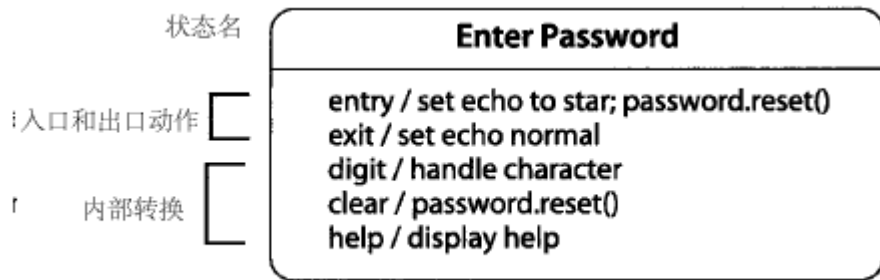 状态名
Enter Password
入口和出口动作
entry / set echo to star; password.reset()
exit / set echo normal
digit / handle character
内部转换
clear / password.reset()
help / display help